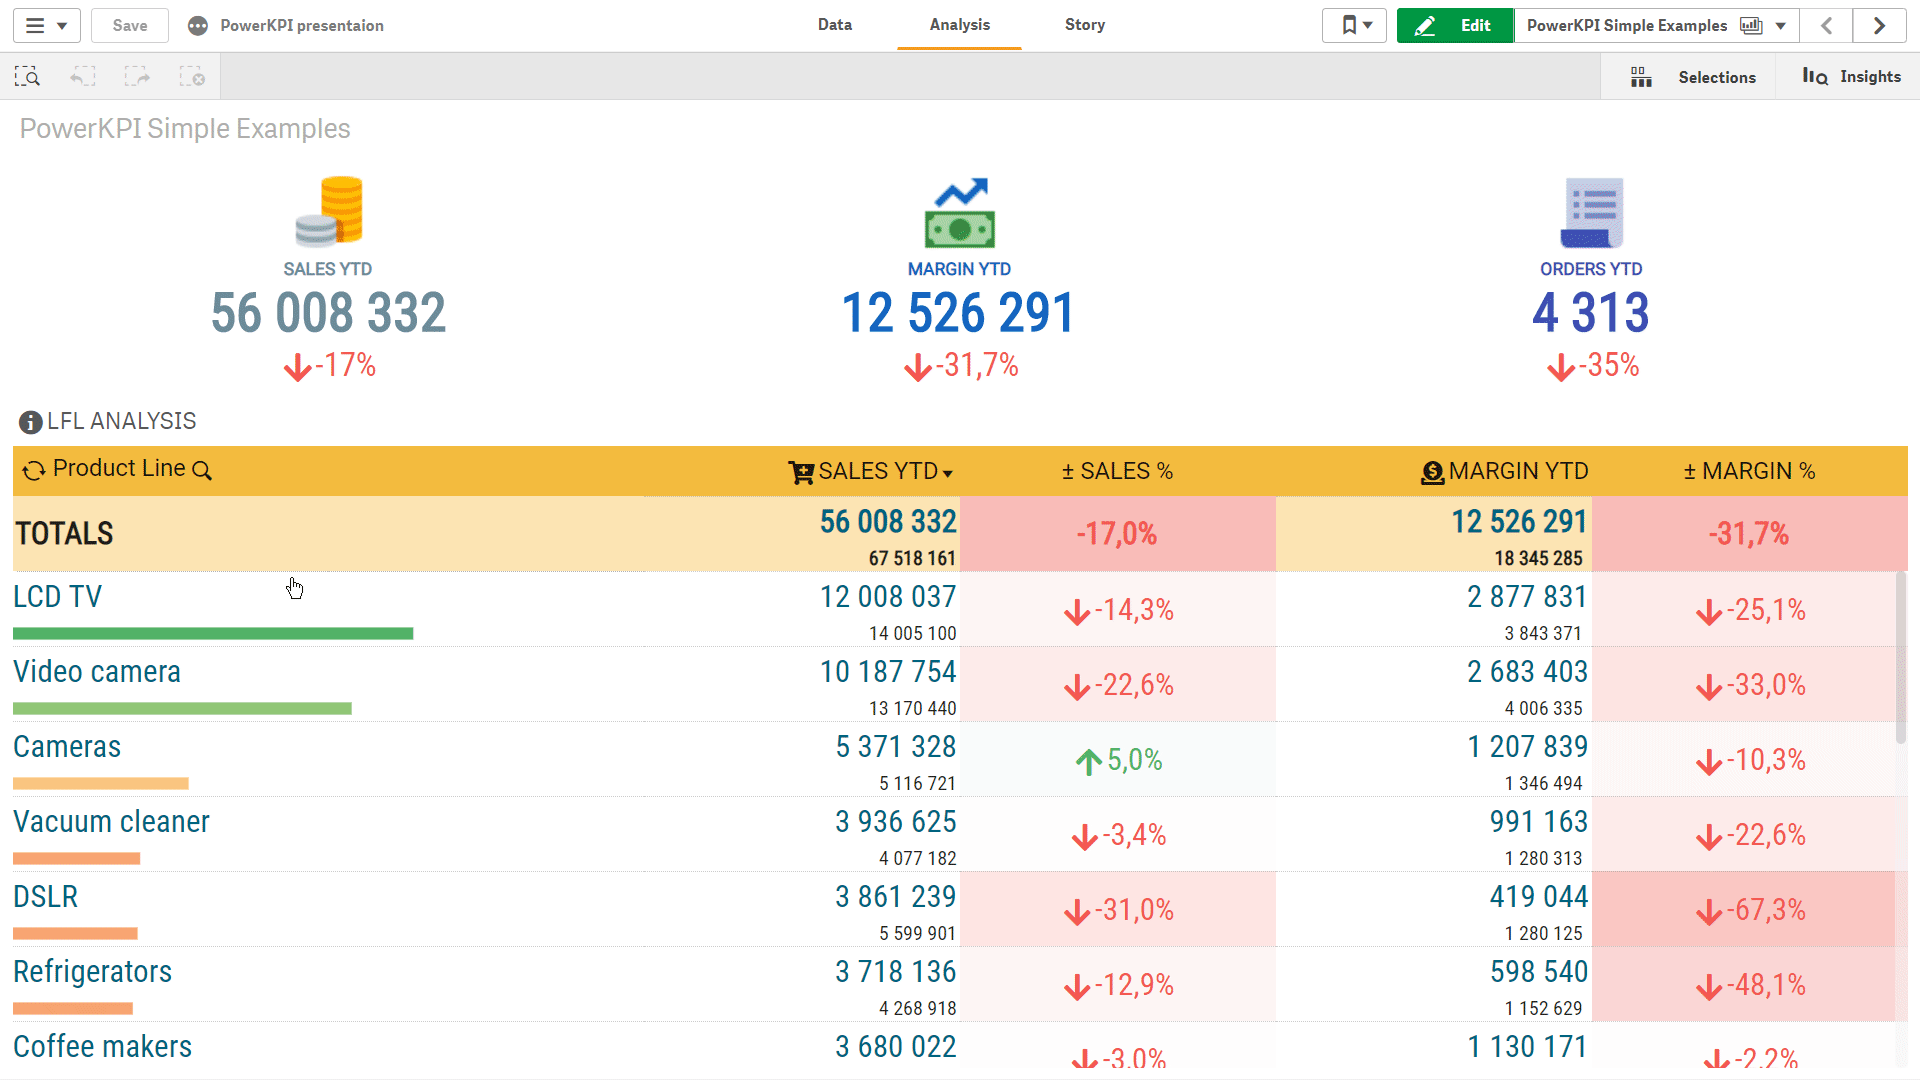 Save PowerKPI presentaion Data Analysis Story Edit PowerKPI Simple Examples
Selections Insights
PowerKPI Simple Examples
SALES YTD MARGIN YTD ORDERS YTD
56 008 332 12 526 291 4 313
-17% -31,7% -35%
LFL ANALYSIS
Product Line SALES YTD ± SALES % MARGIN YTD ± MARGIN %
TOTALS 56 008 332 -17,0% 12 526 291 -31,7%
67 518 161 18 345 285
LCD TV 12 008 037 -14,3% 2 877 831 -25,1%
14 005 100 3 843 371
Video camera 10 187 754 -22,6% 2 683 403 -33,0%
13 170 440 4 006 335
Cameras 5 371 328 5,0% 1 207 839 -10,3%
5 116 721 1 346 494
Vacuum cleaner 3 936 625 -3,4% 991 163 -22,6%
4 077 182 1 280 313
DSLR 3 861 239 -31,0% 419 044 -67,3%
5 599 901 1 280 125
Refrigerators 3 718 136 -12,9% 598 540 -48,1%
4 268 918 1 152 629
Coffee makers 3 680 022 -3,0% 1 130 171 -2,2%